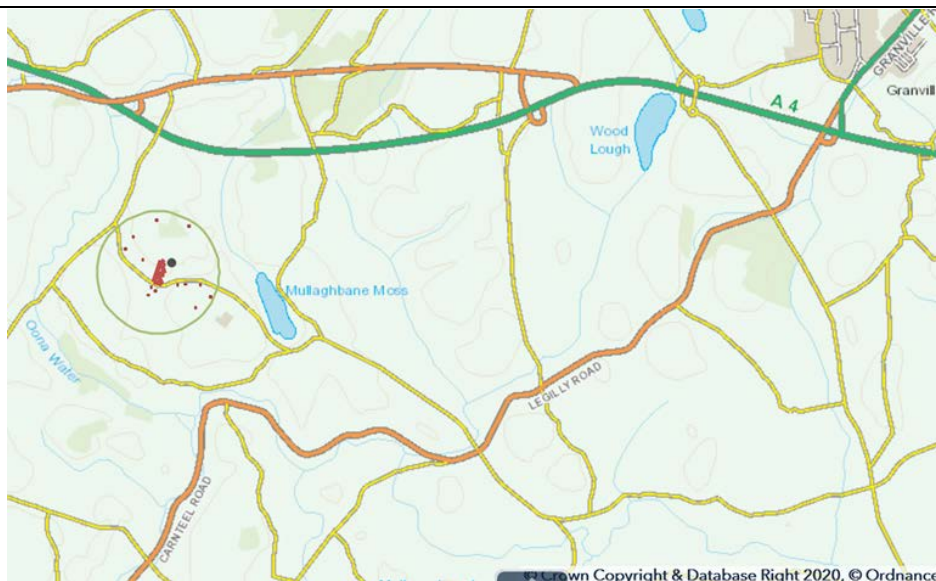 GRANVILLE R
Granvill
A 4
Wood
Lough
Mullaghbane Moss
Oona Water
LEGILLY ROAD
CARNTEEL ROAD
© Crown Copyright & Database Right 2020, © Ordnance